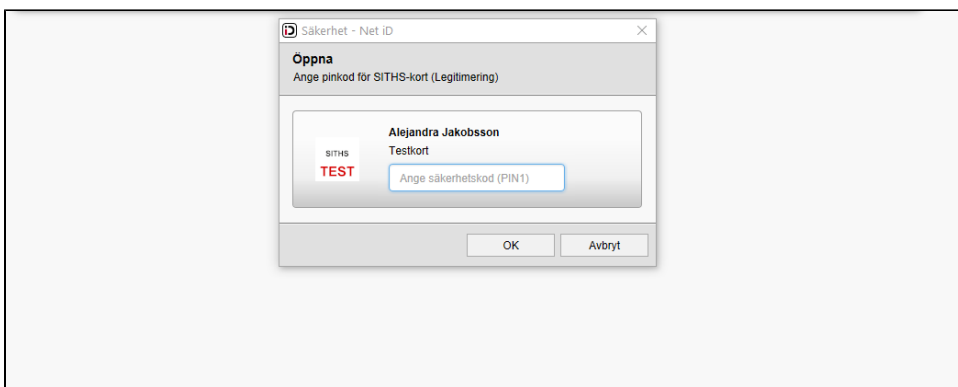 iD Säkerhet - Net iD
Öppna
Ange pinkod för SITHS-kort (Legitimering)
Alejandra Jakobsson
Testkort
SITHS
TEST
Ange säkerhetskod (PIN1)
OK Avbryt